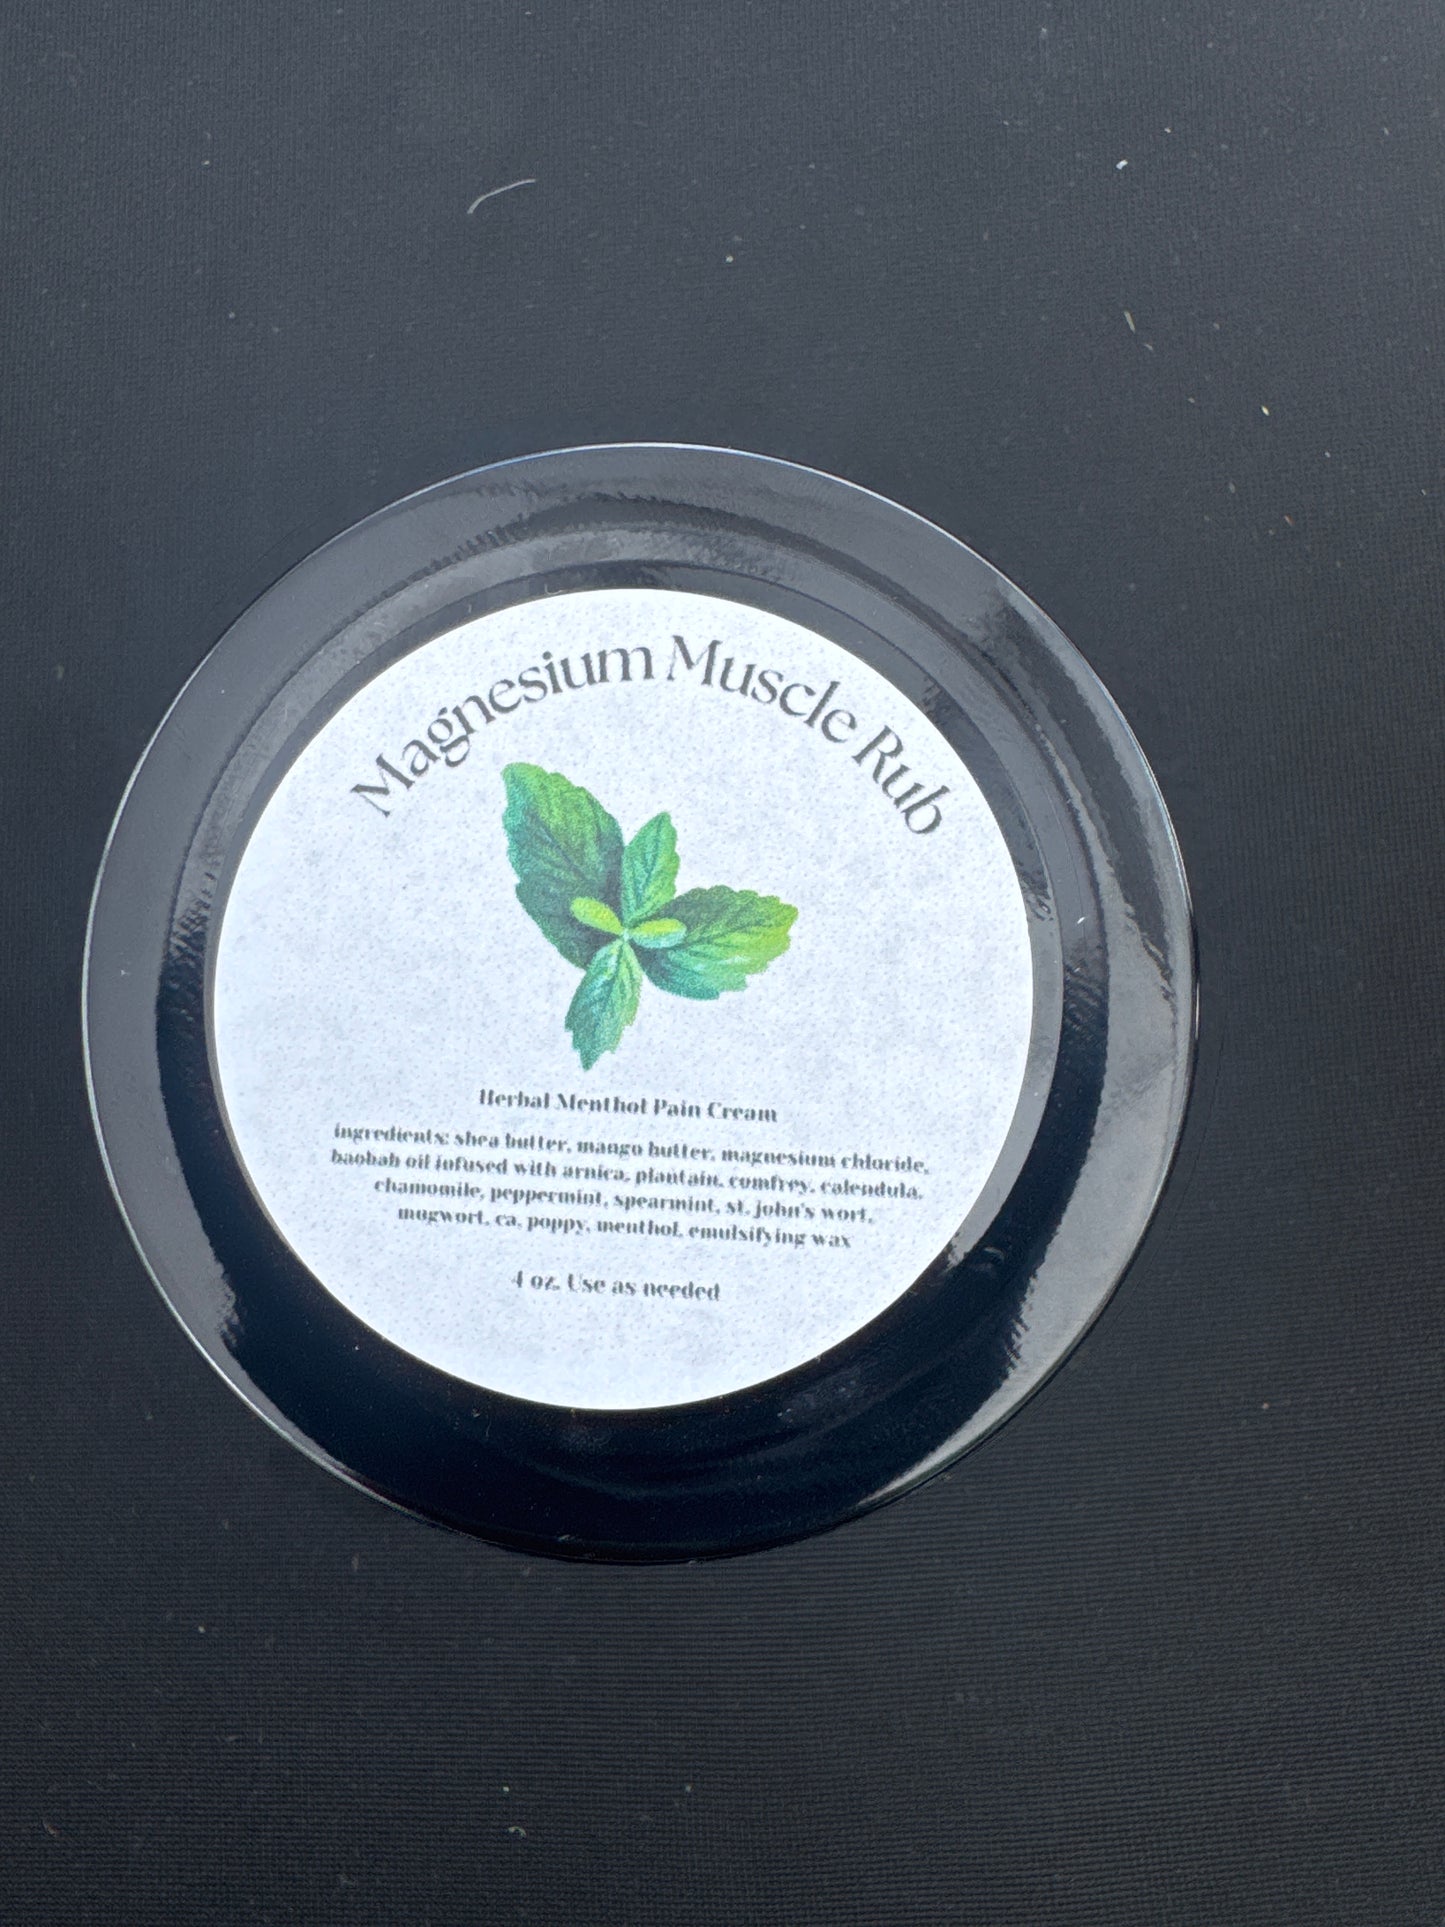 Magnesium Muscle Rub
Herbal Menthol Pain Cream
ingredients: shea butter, mango butter, magnesium chloride,
baobab oil infused with arnica, plantain, comfrey, calendula,
chamomile, peppermint, spearmint, st. john's wort,
mugwort, ca. poppy, menthol, emulsifying wax
4 oz. Use as needed